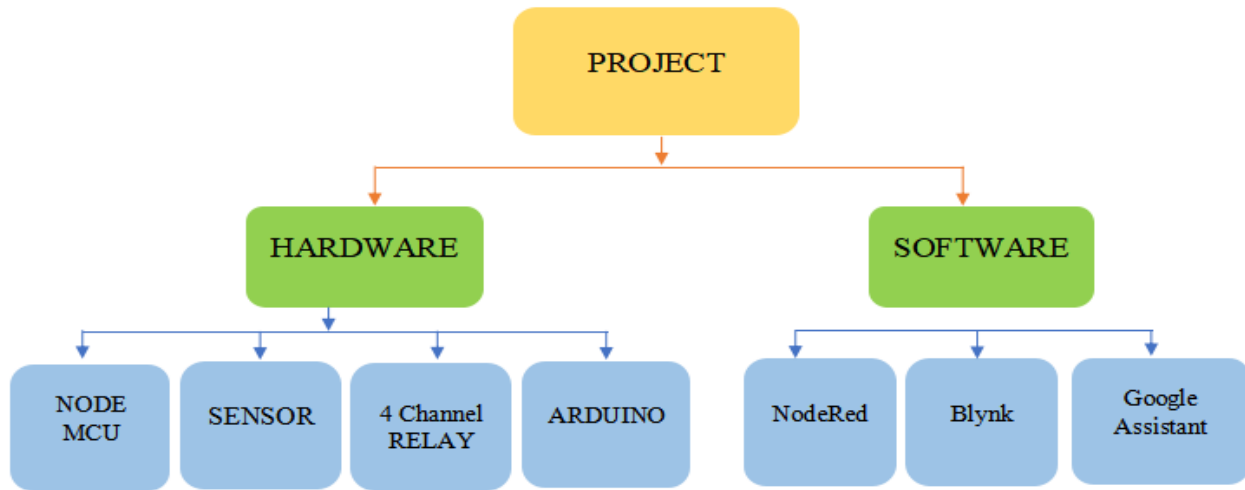 PROJECT
HARDWARE
SOFTWARE
NODE
MCU
SENSOR
4 Channel
RELAY
ARDUINO
NodeRed
Blynk
Google
Assistant